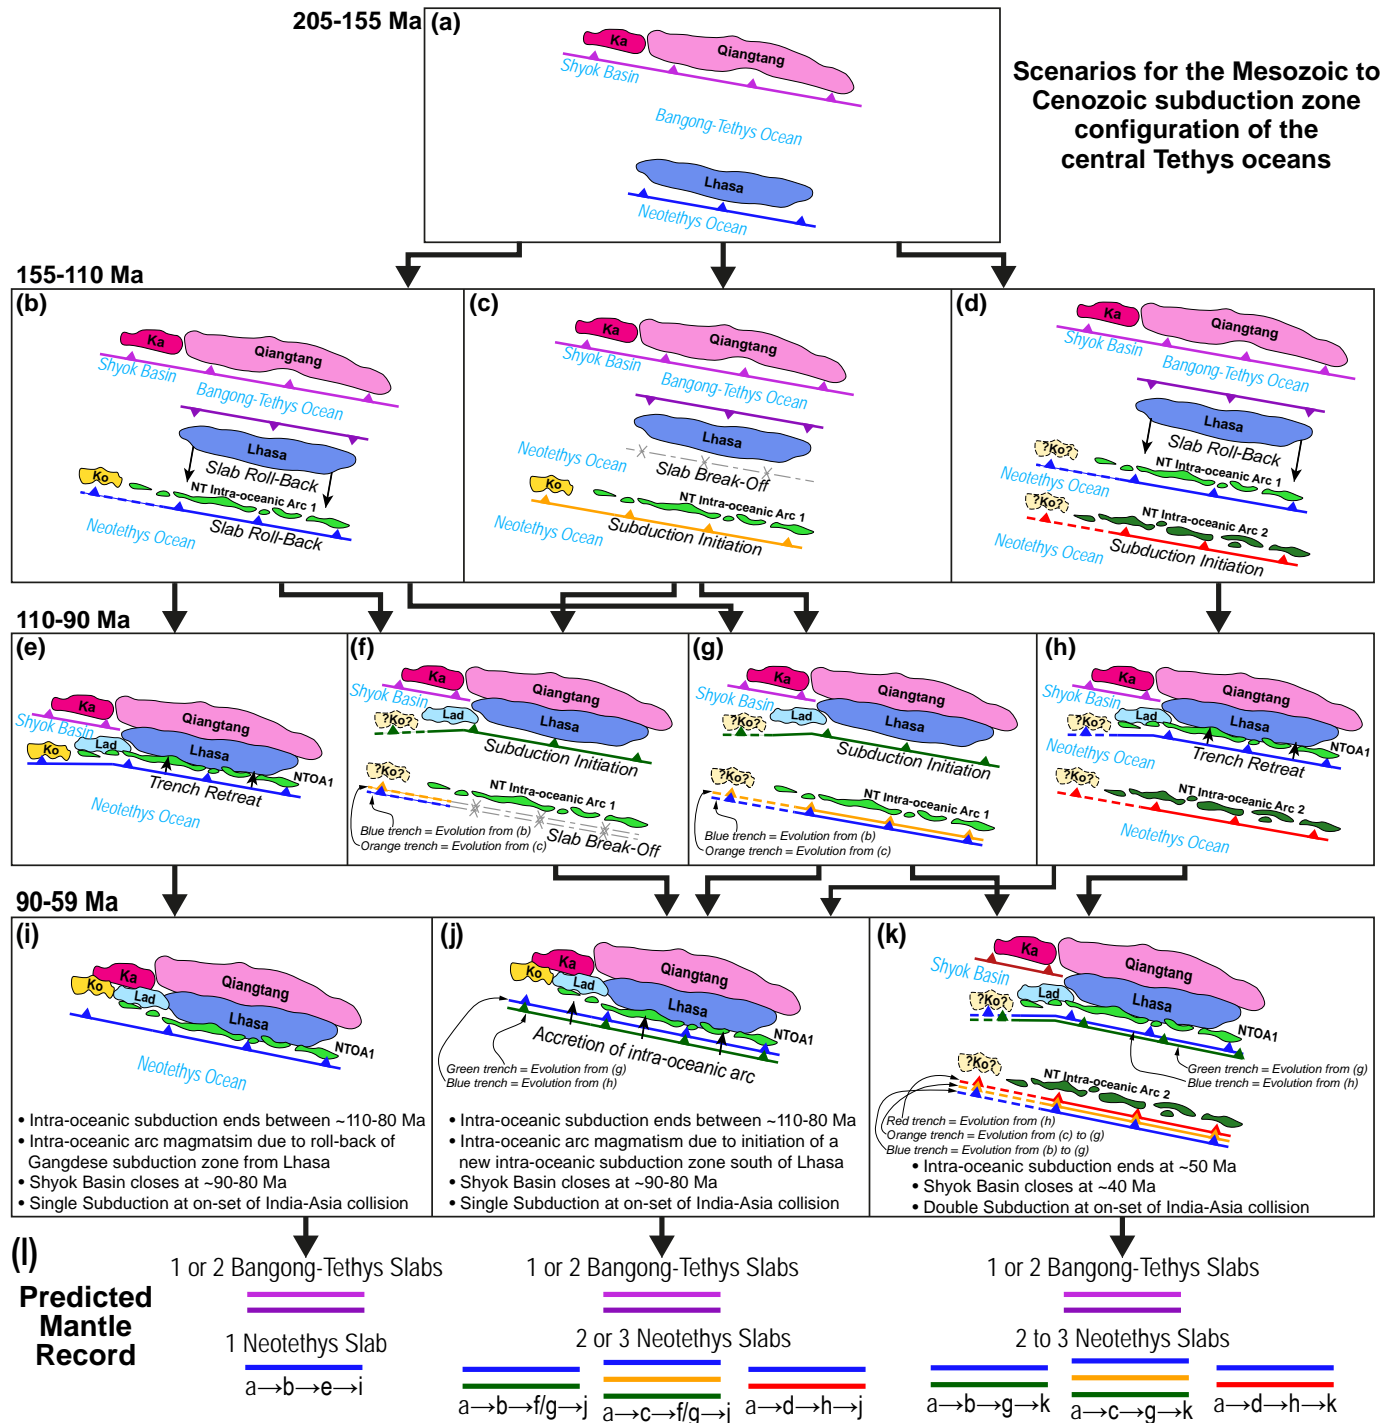 205-155 Ma
(a)
Ka
Qiangtang
Shyok Basin
Bangong-Tethys Ocean
Lhasa
Neotethys Ocean
Scenarios for the Mesozoic to
Cenozoic subduction zone
configuration of the
central Tethys oceans
155-110 Ma
(b)
Ka
Qiangtang
Shyok Basin
Bangong-Tethys Ocean
Lhasa
Slab Roll-Back
Ko
NT Intra-oceanic Arc 1
Neotethys Ocean
Slab Roll-Back
(c)
Ka
Qiangtang
Shyok Basin
Bangong-Tethys Ocean
Lhasa
Neotethys Ocean
Slab Break-Off
Ko
NT Intra-oceanic Arc 1
Neotethys Ocean
Subduction Initiation
(d)
Ka
Qiangtang
Shyok Basin
Bangong-Tethys Ocean
Lhasa
?Ko?
Slab Roll-Back
NT Intra-oceanic Arc 1
Neotethys Ocean
?Ko?
NT Intra-oceanic Arc 2
Neotethys Ocean
Subduction Initiation
110-90 Ma
(e)
Ka
Qiangtang
Shyok Basin
Lad
Lhasa
Ko
NTOA1
Trench Retreat
Neotethys Ocean
(f)
Ka
Qiangtang
Shyok Basin
Lad
Lhasa
?Ko?
Subduction Initiation
?Ko?
NT Intra-oceanic Arc 1
Blue trench = Evolution from (b)
Orange trench = Evolution from (c)
Slab Break-Off
(g)
Ka
Qiangtang
Shyok Basin
Lad
Lhasa
?Ko?
Subduction Initiation
?Ko?
NT Intra-oceanic Arc 1
Blue trench = Evolution from (b)
Orange trench = Evolution from (c)
(h)
Ka
Qiangtang
Shyok Basin
Lad
Lhasa
?Ko?
NTOA1
Neotethys Ocean
Trench Retreat
?Ko?
NT Intra-oceanic Arc 2
Neotethys Ocean
90-59 Ma
(i)
Ka
Qiangtang
Ko
Lad
Lhasa
NTOA1
Neotethys Ocean
• Intra-oceanic subduction ends between ~110-80 Ma
• Intra-oceanic arc magmatsim due to roll-back of
Gangdese subduction zone from Lhasa
• Shyok Basin closes at ~90-80 Ma
• Single Subduction at on-set of India-Asia collision
(j)
Ka
Qiangtang
Ko
Lad
Lhasa
NTOA1
Accretion of intra-oceanic arc
Green trench = Evolution from (g)
Blue trench = Evolution from (h)
• Intra-oceanic subduction ends between ~110-80 Ma
• Intra-oceanic arc magmatism due to initiation of a
new intra-oceanic subduction zone south of Lhasa
• Shyok Basin closes at ~90-80 Ma
• Single Subduction at on-set of India-Asia collision
(k)
Ka
Qiangtang
Shyok Basin
Lad
Lhasa
?Ko?
NTOA1
Green trench = Evolution from (g)
Blue trench = Evolution from (h)
?Ko?
NT Intra-oceanic Arc 2
Red trench = Evolution from (h)
Orange trench = Evolution from (c) to (g)
Blue trench = Evolution from (b) to (g)
• Intra-oceanic subduction ends at ~50 Ma
• Shyok Basin closes at ~40 Ma
• Double Subduction at on-set of India-Asia collision
(l)
Predicted
Mantle
Record
1 or 2 Bangong-Tethys Slabs
1 Neotethys Slab
a→b→e→i
1 or 2 Bangong-Tethys Slabs
2 or 3 Neotethys Slabs
a→b→f/g→j
a→c→f/g→j
a→d→h→j
1 or 2 Bangong-Tethys Slabs
2 to 3 Neotethys Slabs
a→b→g→k
a→c→g→k
a→d→h→k